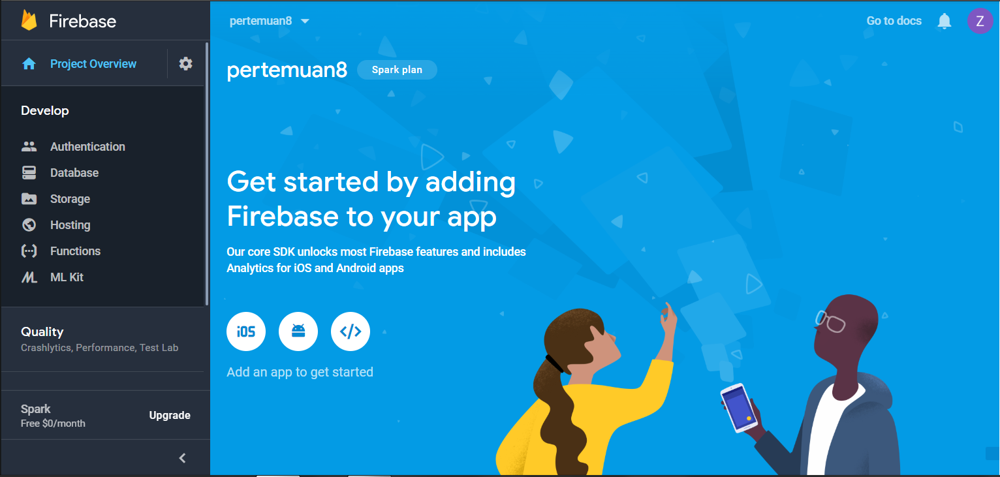 Firebase
Project Overview
Develop
Authentication
Database
Storage
Hosting
Functions
ML Kit
Quality
Crashlytics, Performance, Test Lab
Spark
Free $0/month
Upgrade
pertemuan8
Go to docs
Z
pertemuan8
Spark plan
Get started by adding
Firebase to your app
Our core SDK unlocks most Firebase features and includes
Analytics for iOS and Android apps
iOS
</>
Add an app to get started